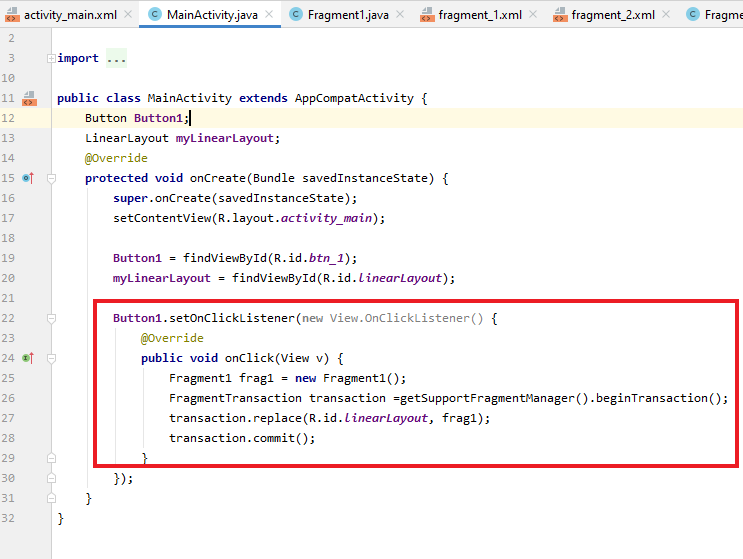 activity_main.xml MainActivity.java Fragment1.java fragment_1.xml fragment_2.xml Fragme
2
3 import ...
10
11 public class MainActivity extends AppCompatActivity {
12 Button Button1;
13 LinearLayout myLinearLayout;
14 @Override
15 protected void onCreate(Bundle savedInstanceState) {
16 super.onCreate(savedInstanceState);
17 setContentView(R.layout.activity_main);
18
19 Button1 = findViewById(R.id.btn_1);
20 myLinearLayout = findViewById(R.id.linearLayout);
21
22 Button1.setOnClickListener(new View.OnClickListener() {
23 @Override
24 public void onClick(View v) {
25 Fragment1 frag1 = new Fragment1();
26 FragmentTransaction transaction =getSupportFragmentManager().beginTransaction();
27 transaction.replace(R.id.linearLayout, frag1);
28 transaction.commit();
29 }
30 });
31 }
32 }